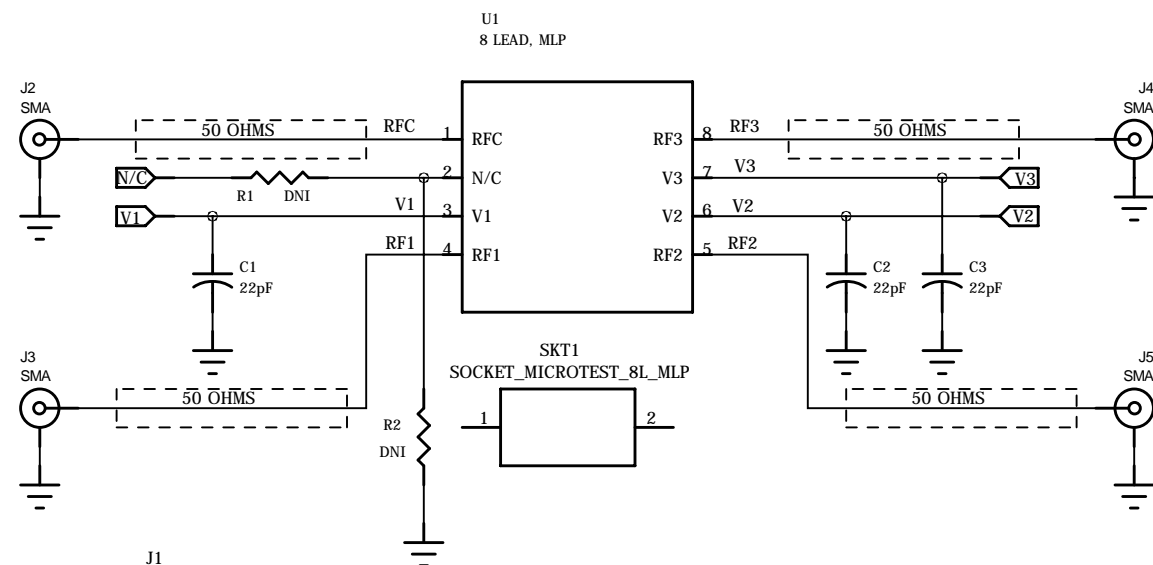 U1
8 LEAD, MLP
J2
SMA
50 OHMS
RFC
1
RFC
N/C
R1
DNI
2
N/C
V1
V1
3
V1
RF1
4
RF1
C1
22pF
J4
SMA
RF3
8
RF3
50 OHMS
V3
7
V3
V3
V2
6
V2
V2
RF2
5
RF2
C2
22pF
C3
22pF
J3
SMA
50 OHMS
R2
DNI
SKT1
SOCKET_MICROTEST_8L_MLP
1
2
J5
SMA
50 OHMS
J1